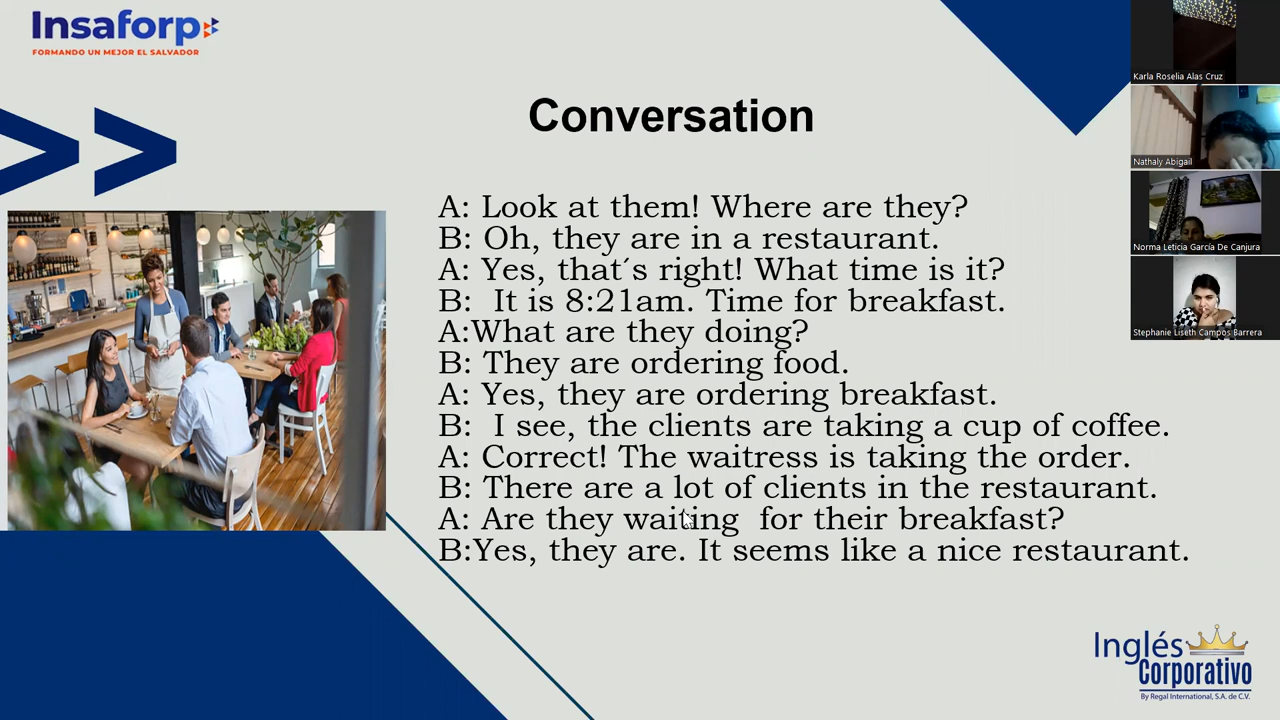 Insaforp
FORMANDO UN MEJOR EL SALVADOR
Conversation
A: Look at them! Where are they?
B: Oh, they are in a restaurant.
A: Yes, that´s right! What time is it?
B:  It is 8:21am. Time for breakfast.
A:What are they doing?
B: They are ordering food.
A: Yes, they are ordering breakfast.
B:  I see, the clients are taking a cup of coffee.
A: Correct! The waitress is taking the order.
B: There are a lot of clients in the restaurant.
A: Are they waiting  for their breakfast?
B:Yes, they are. It seems like a nice restaurant.
Karla Roselia Alas Cruz
Nathaly Abigail
Norma Leticia García De Canjura
Stephanie Liseth Campos Barrera
Inglés
Corporativo
By Regal International, S.A. de C.V.